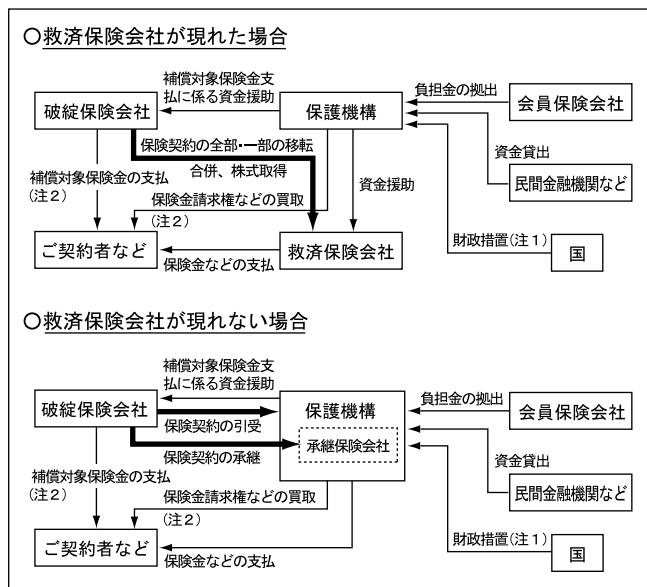 ○救済保険会社が現れた場合
補償対象保険金支
払に係る資金援助
負担金の拠出
破綻保険会社
保護機構
会員保険会社
保険契約の全部・一部の移転
合併、株式取得
資金貸出
補償対象保険金の支払
(注2)
保険金請求権などの買取
(注2)
資金援助
民間金融機関など
財政措置(注1)
ご契約者など
救済保険会社
国
保険金などの支払
○救済保険会社が現れない場合
補償対象保険金支
払に係る資金援助
負担金の拠出
破綻保険会社
保護機構
会員保険会社
保険契約の引受
承継保険会社
保険契約の承継
資金貸出
補償対象保険金の支払
(注2)
保険金請求権などの買取
(注2)
民間金融機関など
財政措置(注1)
ご契約者など
国
保険金などの支払